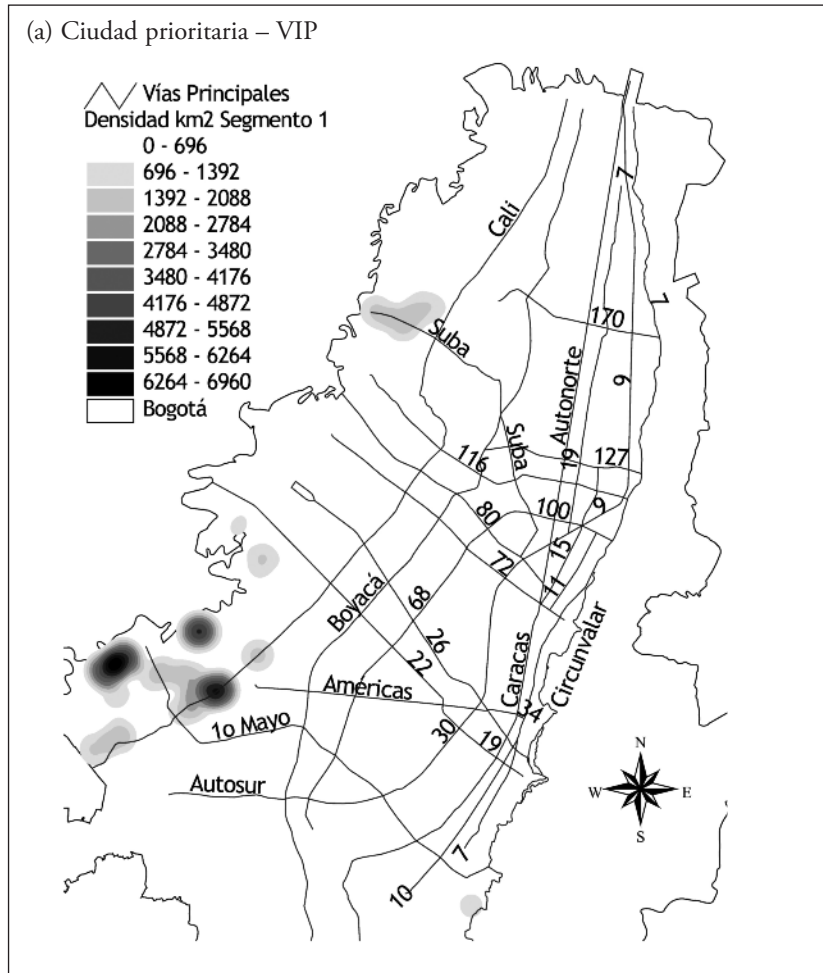 (a) Ciudad prioritaria – VIP
Vías Principales
Densidad km2 Segmento 1
0 - 696
696 - 1392
1392 - 2088
2088 - 2784
2784 - 3480
3480 - 4176
4176 - 4872
4872 - 5568
5568 - 6264
6264 - 6960
Bogotá
7
Cali
7
170
Suba
Autonorte
9
Suba
116
19
127
80
100
9
15
72
11
Boyacá
68
26
22
Caracas
Circunvalar
Américas
34
1o Mayo
30
19
Autosur
7
10
N
W
E
S